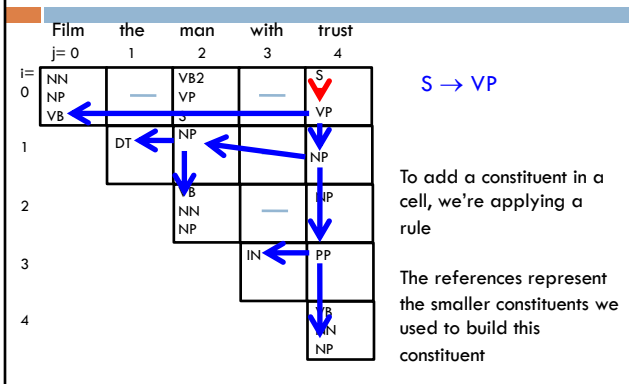 Film the man with trust
j= 0 1 2 3 4
i=
0
NN
NP
VB
VB2
VP
S
S
VP
S → VP
1
DT
NP
NP
2
VB
NN
NP
NP
3
IN
PP
4
VB
NN
NP
To add a constituent in a
cell, we're applying a
rule
The references represent
the smaller constituents we
used to build this
constituent